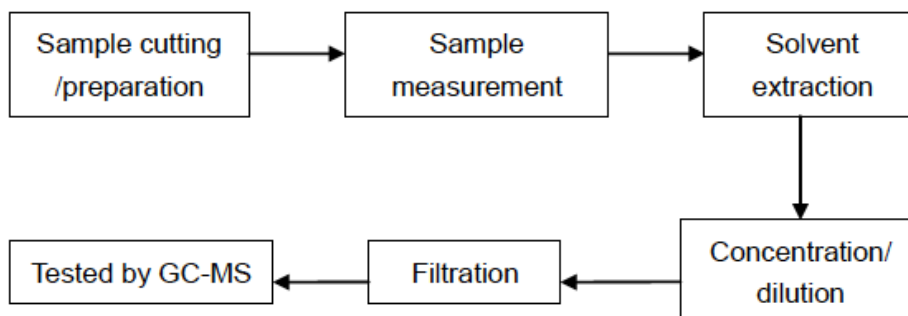 Sample cutting
/preparation
Sample
measurement
Solvent
extraction
Concentration/
dilution
Filtration
Tested by GC-MS